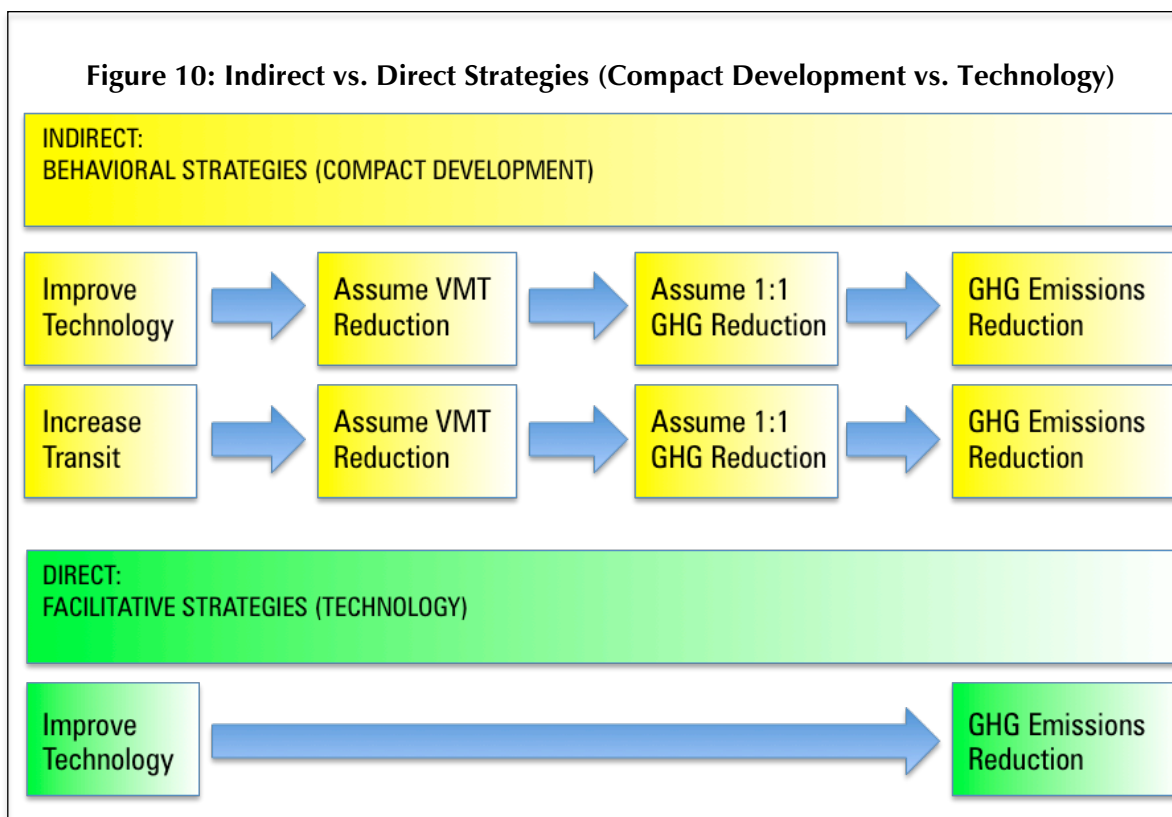 Figure 10: Indirect vs. Direct Strategies (Compact Development vs. Technology)
INDIRECT:
BEHAVIORAL STRATEGIES (COMPACT DEVELOPMENT)
Improve
Technology
Assume VMT
Reduction
Assume 1:1
GHG Reduction
GHG Emissions
Reduction
Increase
Transit
Assume VMT
Reduction
Assume 1:1
GHG Reduction
GHG Emissions
Reduction
DIRECT:
FACILITATIVE STRATEGIES (TECHNOLOGY)
Improve
Technology
GHG Emissions
Reduction